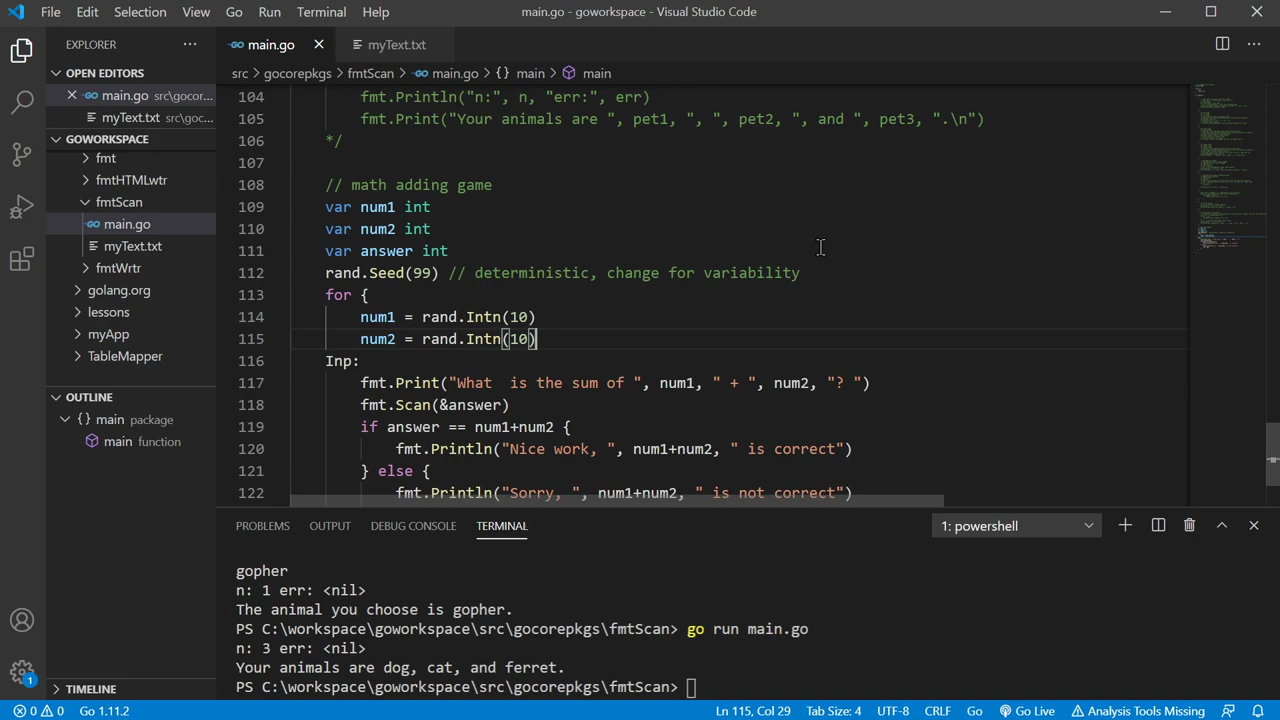 File Edit Selection View Go Run Terminal Help main.go - goworkspace - Visual Studio Code
EXPLORER
OPEN EDITORS
main.go src\gocor...
myText.txt src\goc...
GOWORKSPACE
fmt
fmtHTMLwtr
fmtScan
main.go
myText.txt
fmtWrtr
golang.org
lessons
myApp
TableMapper
OUTLINE
{} main package
main function
TIMELINE
main.go myText.txt
src > gocorepkgs > fmtScan > main.go > {} main > main
104 fmt.Println("n:", n, "err:", err)
105 fmt.Print("Your animals are ", pet1, ", ", pet2, ", and ", pet3, ".\n")
106 */
107
108 // math adding game
109 var num1 int
110 var num2 int
111 var answer int
112 rand.Seed(99) // deterministic, change for variability
113 for {
114 num1 = rand.Intn(10)
115 num2 = rand.Intn(10)
116 Inp:
117 fmt.Print("What  is the sum of ", num1, " + ", num2, "? ")
118 fmt.Scan(&answer)
119 if answer == num1+num2 {
120 fmt.Println("Nice work, ", num1+num2, " is correct")
121 } else {
122 fmt.Println("Sorry, ", num1+num2, " is not correct")
PROBLEMS OUTPUT DEBUG CONSOLE TERMINAL 1: powershell
gopher
n: 1 err: <nil>
The animal you choose is gopher.
PS C:\workspace\goworkspace\src\gocorepkgs\fmtScan> go run main.go
n: 3 err: <nil>
Your animals are dog, cat, and ferret.
PS C:\workspace\goworkspace\src\gocorepkgs\fmtScan>
1
0 0 Go 1.11.2 Ln 115, Col 29 Tab Size: 4 UTF-8 CRLF Go Go Live Analysis Tools Missing